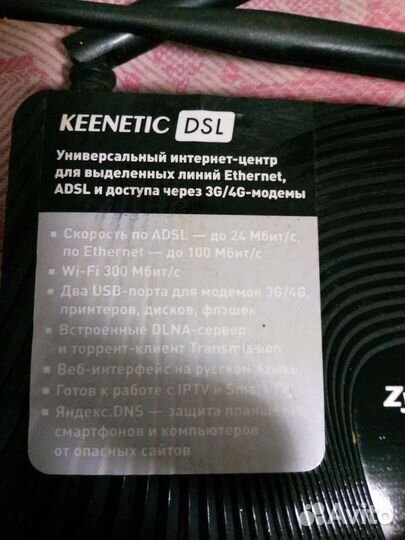 KEENETIC DSL
Универсальный интернет-центр
для выделенных линий Ethernet,
ADSL и доступа через 3G/4G-модемы
▪ Скорость по ADSL — до 24 Мбит/с,
по Ethernet — до 100 Мбит/с
▪ Wi-Fi 300 Мбит/с
▪ Два USB-порта для модемов 3G/4G,
принтеров, дисков, флэшек
▪ Встроенные DLNA-сервер
и торрент-клиент Transmission
▪ Веб-интерфейс на русском языке
▪ Готов к работе с IPTV и Smart TV
▪ Яндекс.DNS — защита планш
смартфонов и компьютеров
от опасных сайтов
Zy
Avito